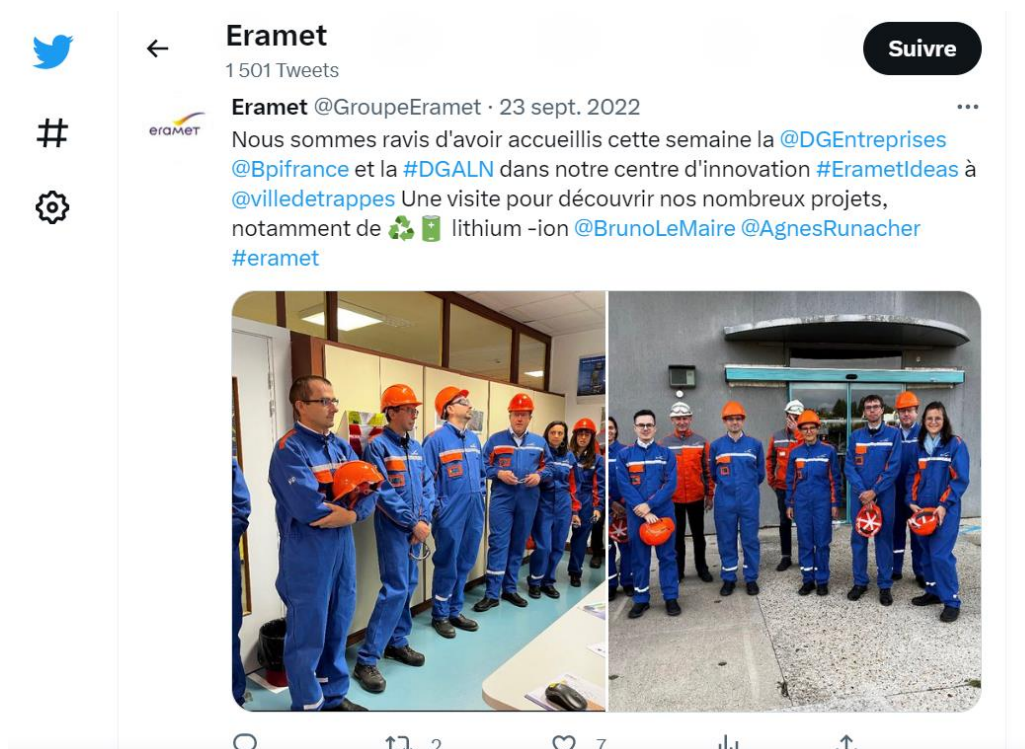 Eramet
Suivre
1 501 Tweets
Eramet @GroupeEramet · 23 sept. 2022
eramet
Nous sommes ravis d'avoir accueillis cette semaine la @DGEntreprises
@Bpifrance et la #DGALN dans notre centre d'innovation #ErametIdeas à
@villedetrappes Une visite pour découvrir nos nombreux projets,
notamment de ♻️🔋 lithium -ion @BrunoLeMaire @AgnesRunacher
#eramet
2
7